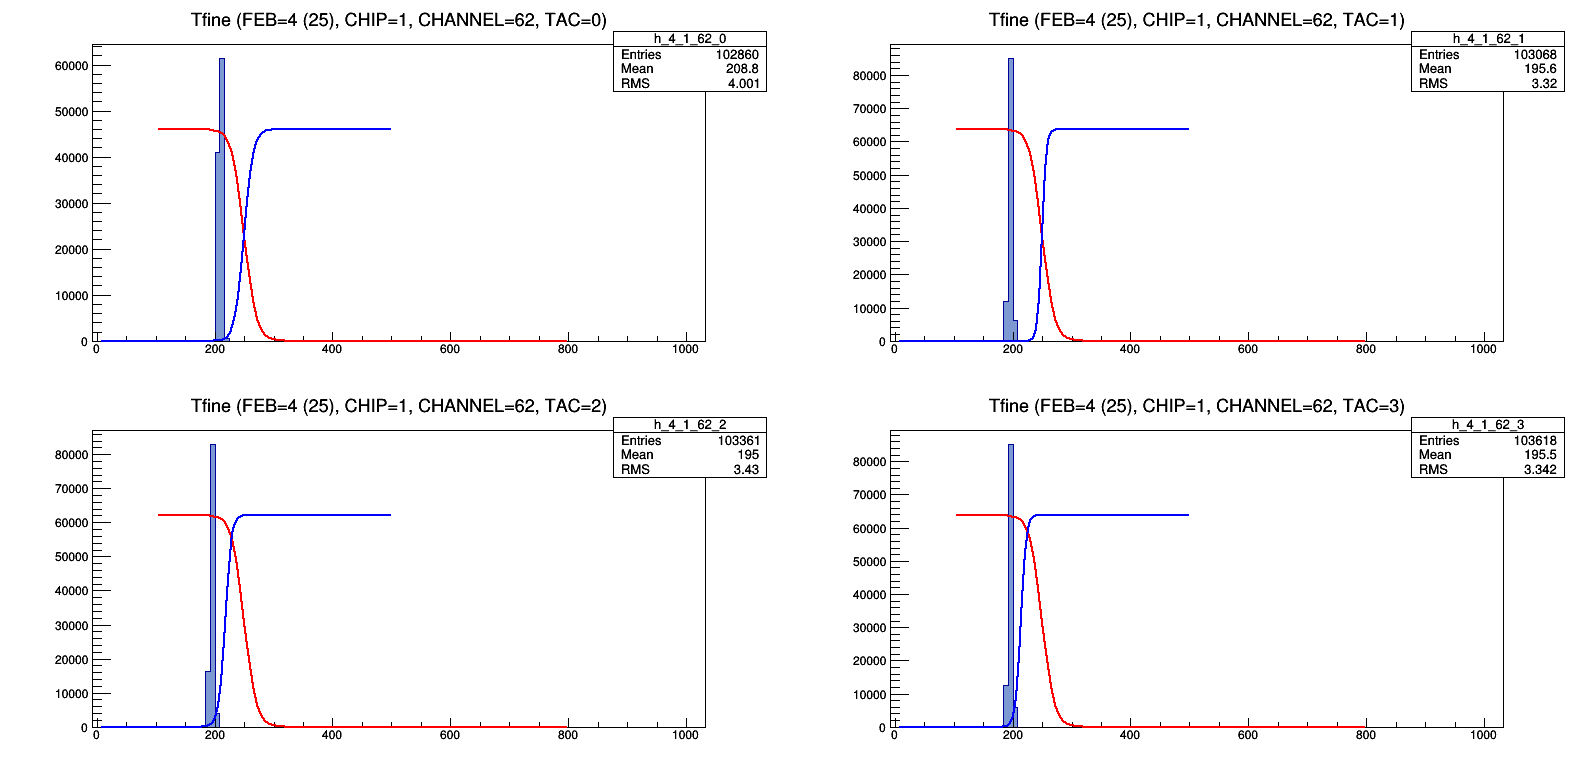 Tfine (FEB=4 (25), CHIP=1, CHANNEL=62, TAC=0)
h_4_1_62_0
Entries 102860
Mean 208.8
RMS 4.001
60000
50000
40000
30000
20000
10000
0
0 200 400 600 800 1000
Tfine (FEB=4 (25), CHIP=1, CHANNEL=62, TAC=1)
h_4_1_62_1
Entries 103068
Mean 195.6
RMS 3.32
80000
70000
60000
50000
40000
30000
20000
10000
0
0 200 400 600 800 1000
Tfine (FEB=4 (25), CHIP=1, CHANNEL=62, TAC=2)
h_4_1_62_2
Entries 103361
Mean 195
RMS 3.43
80000
70000
60000
50000
40000
30000
20000
10000
0
0 200 400 600 800 1000
Tfine (FEB=4 (25), CHIP=1, CHANNEL=62, TAC=3)
h_4_1_62_3
Entries 103618
Mean 195.5
RMS 3.342
80000
70000
60000
50000
40000
30000
20000
10000
0
0 200 400 600 800 1000